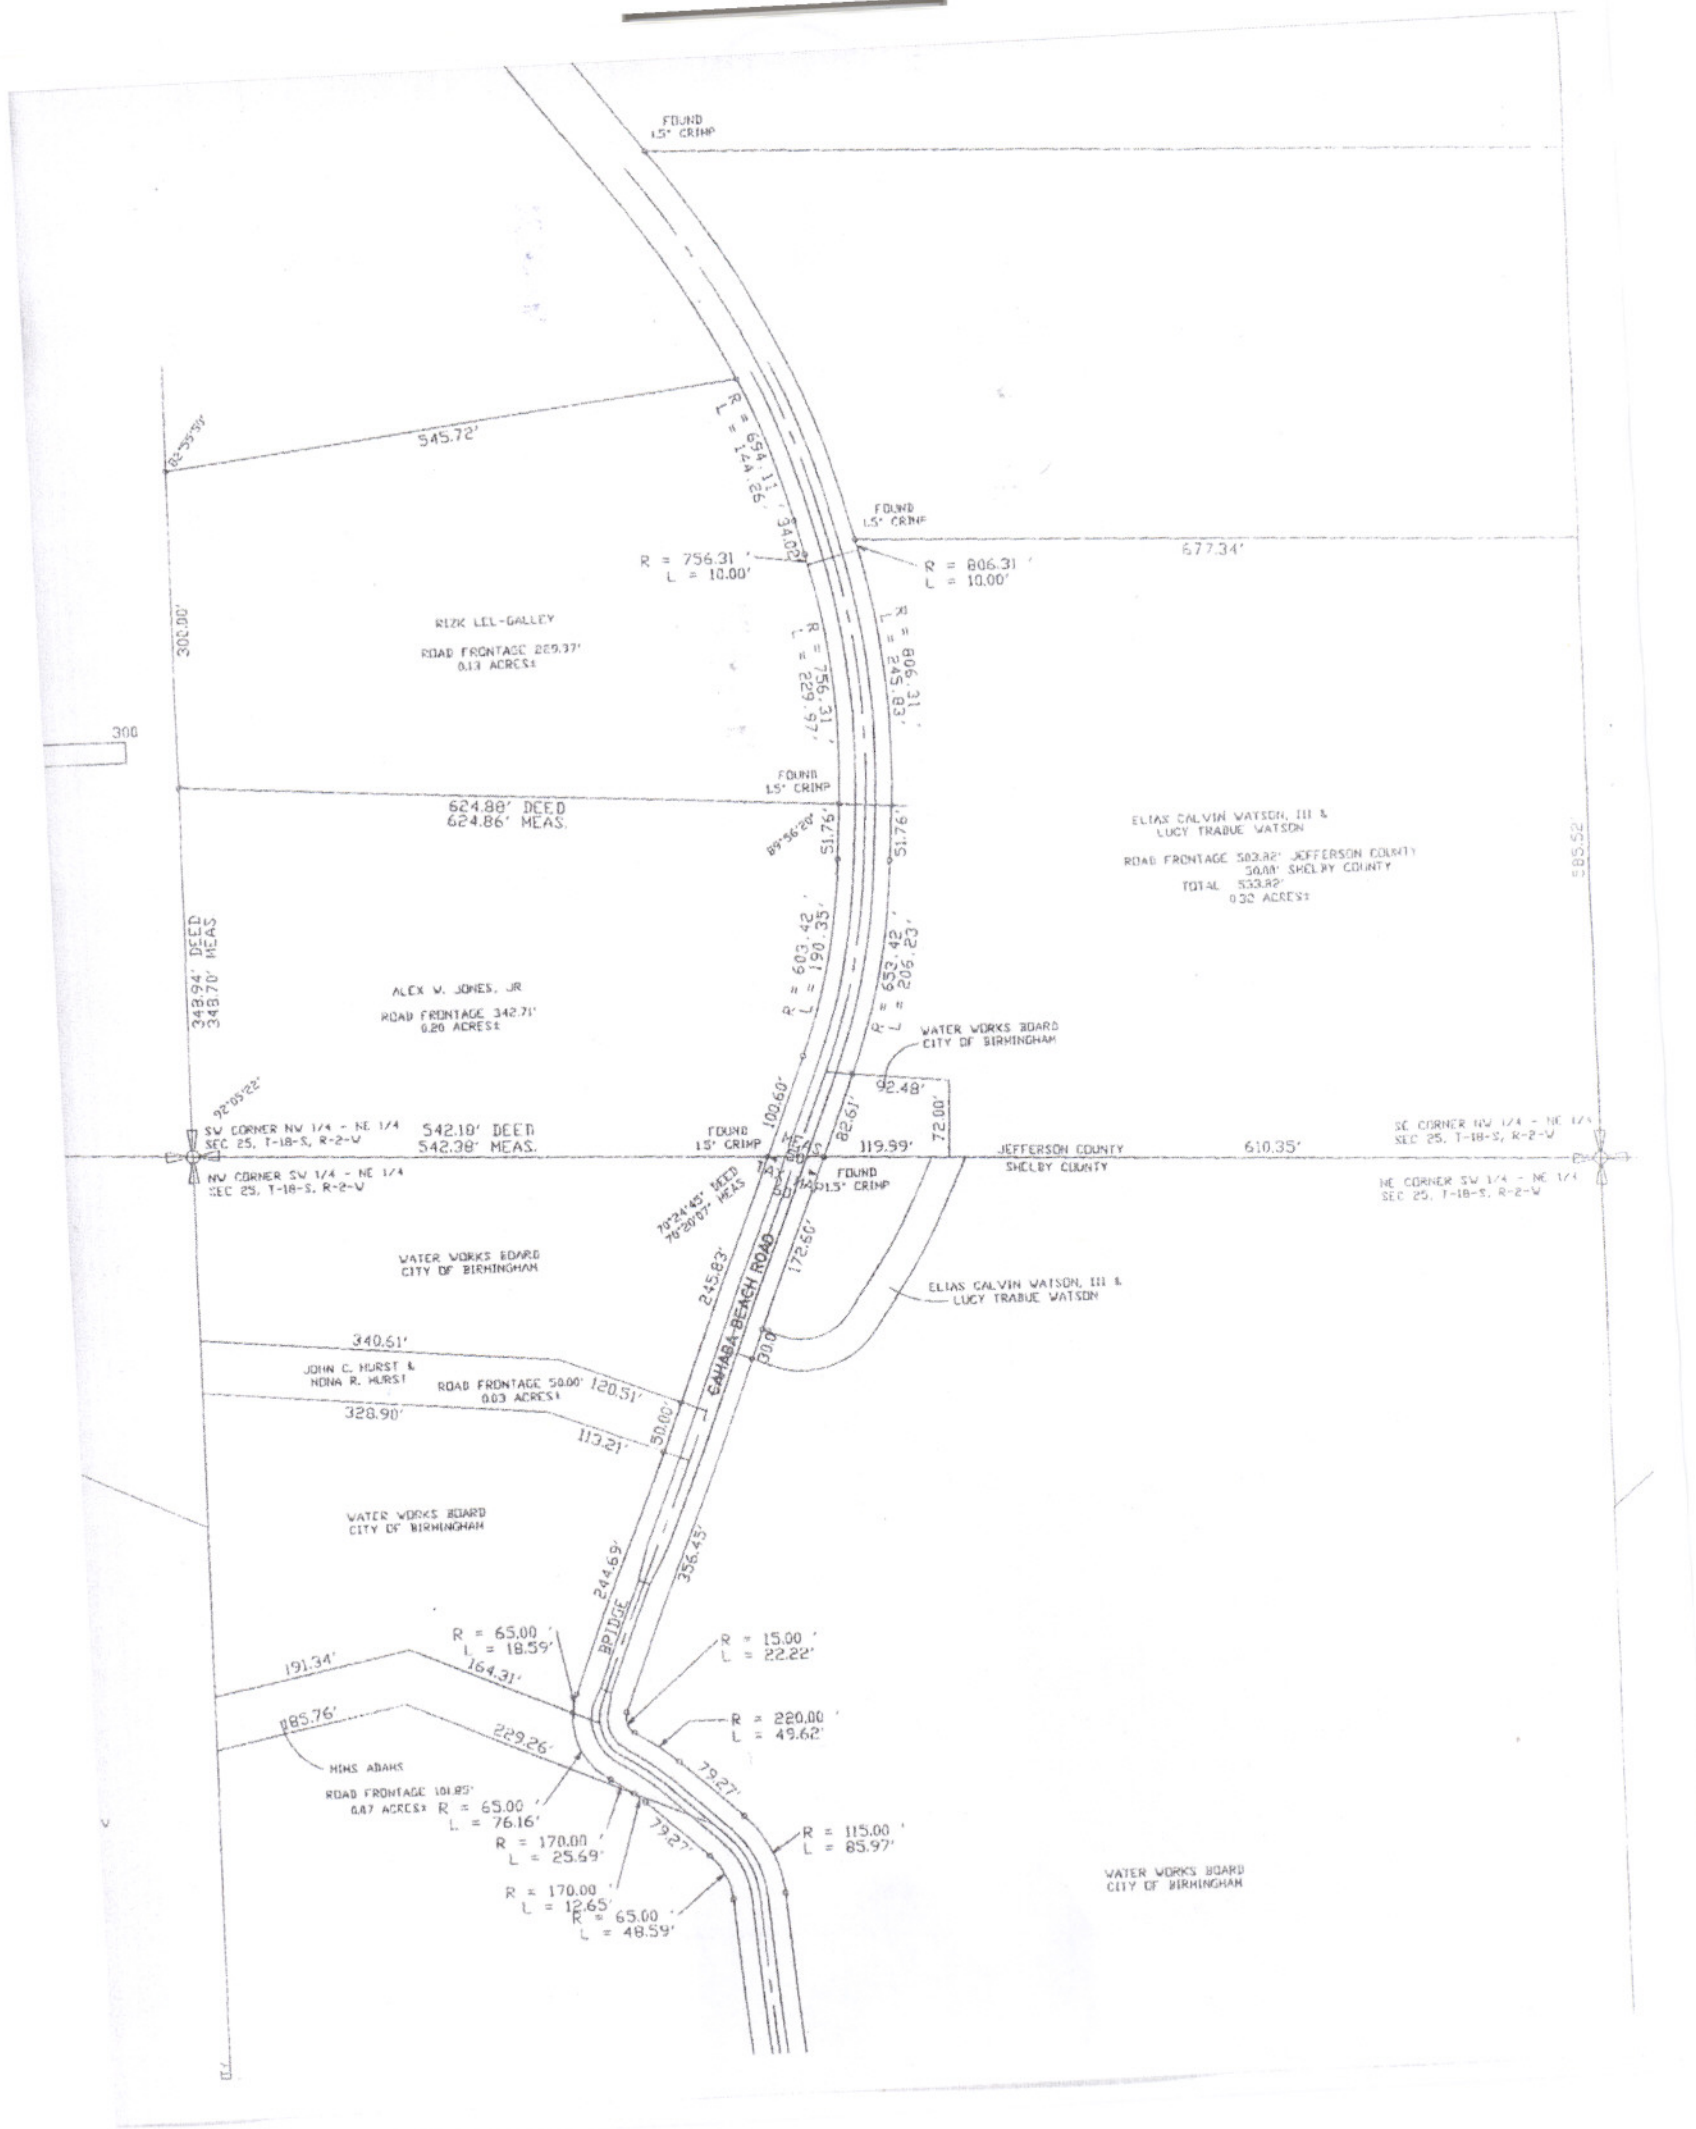 FOUND
1.5" CRIMP
82°55'50"
545.72'
R = 694.11 '
L = 144.26'
34.02'
FOUND
1.5" CRIMP
677.34'
R = 756.31 '
L = 10.00'
R = 806.31 '
L = 10.00'
300.00'
RIZK LEL-GALLEY
ROAD FRONTAGE 229.37'
0.13 ACRES±
R = 756.31 '
L = 229.97'
R = 806.31 '
L = 245.83'
300
FOUND
1.5" CRIMP
624.88' DEED
624.86' MEAS.
89°56'20"
51.76'
51.76'
ELIAS CALVIN WATSON, III &
LUCY TRABUE WATSON
ROAD FRONTAGE 503.82' JEFFERSON COUNTY
30.00' SHELBY COUNTY
TOTAL 533.82'
0.32 ACRES±
585.52'
348.94' DEED
348.70' MEAS
R = 603.42 '
L = 190.35'
R = 653.42 '
L = 206.23'
ALEX W. JONES, JR
ROAD FRONTAGE 342.71'
0.20 ACRES±
WATER WORKS BOARD
CITY OF BIRMINGHAM
92.48'
72.00'
100.60'
82.61'
92°05'22"
SW CORNER NW 1/4 - NE 1/4
SEC 25, T-18-S, R-2-W
542.18' DEED
542.38' MEAS.
FOUND
1.5" CRIMP
119.99'
JEFFERSON COUNTY
SHELBY COUNTY
610.35'
SE CORNER NW 1/4 - NE 1/4
SEC 25, T-18-S, R-2-W
NW CORNER SW 1/4 - NE 1/4
SEC 25, T-18-S, R-2-W
FOUND
1.5" CRIMP
NE CORNER SW 1/4 - NE 1/4
SEC 25, T-18-S, R-2-W
70°24'45" DEED
70°20'07" MEAS
WATER WORKS BOARD
CITY OF BIRMINGHAM
245.83'
CAHABA BEACH ROAD
172.60'
ELIAS CALVIN WATSON, III &
LUCY TRABUE WATSON
30.0'
340.61'
JOHN C. HURST &
NONA R. HURST
ROAD FRONTAGE 50.00'
0.03 ACRES±
120.51'
328.90'
113.21'
50.00'
WATER WORKS BOARD
CITY OF BIRMINGHAM
244.69'
356.45'
BRIDGE
R = 65.00 '
L = 18.59'
R = 15.00 '
L = 22.22'
191.34'
164.31'
185.76'
229.26'
R = 220.00 '
L = 49.62'
79.27'
MIMS ADAMS
ROAD FRONTAGE 101.85'
0.07 ACRES±
R = 65.00 '
L = 76.16'
R = 170.00 '
L = 25.69'
79.27'
R = 115.00 '
L = 85.97'
R = 170.00 '
L = 12.65'
R = 65.00 '
L = 48.59'
WATER WORKS BOARD
CITY OF BIRMINGHAM